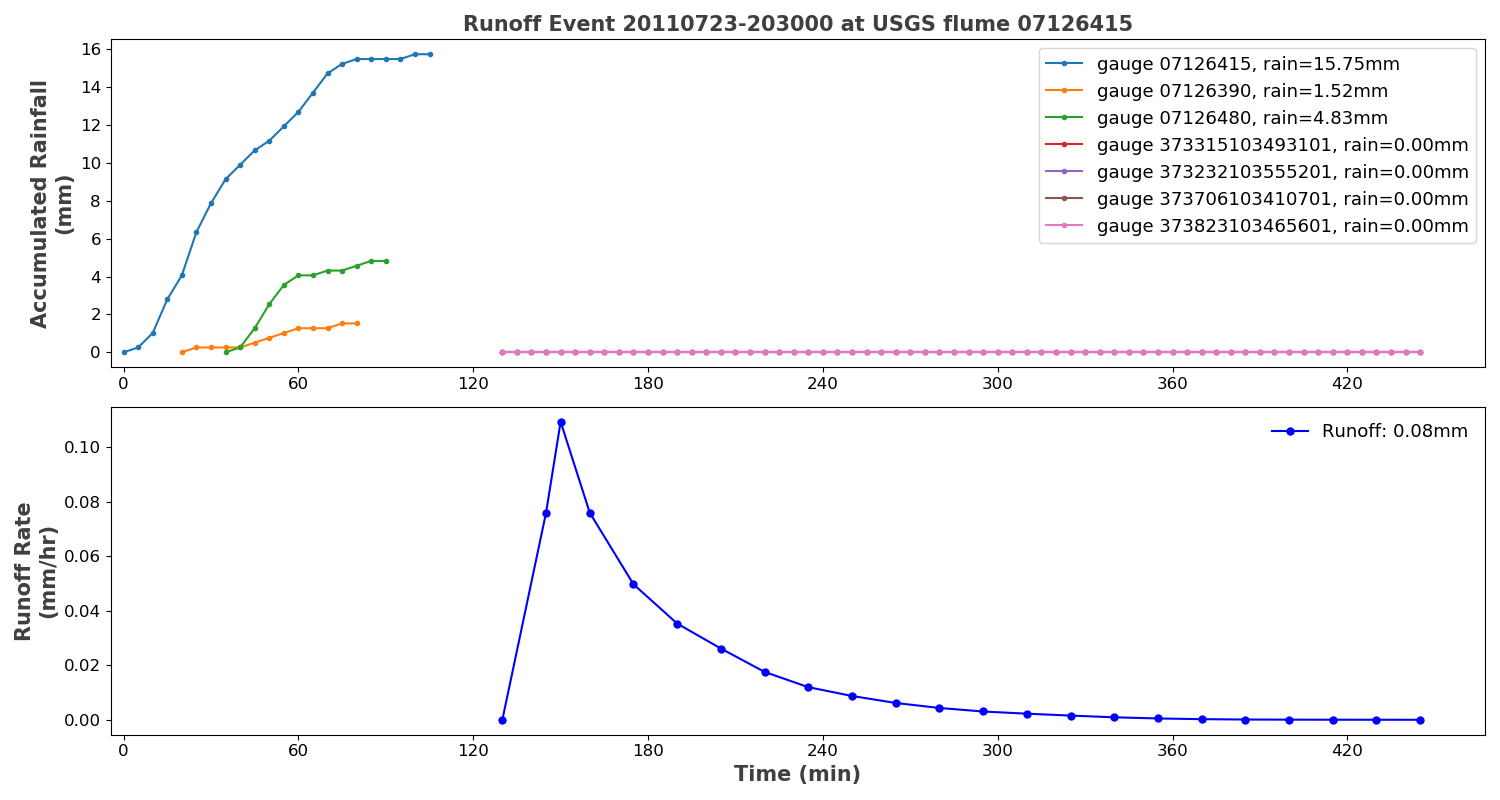 Runoff Event 20110723-203000 at USGS flume 07126415
Accumulated Rainfall
(mm)
16
14
12
10
8
6
4
2
0
gauge 07126415, rain=15.75mm
gauge 07126390, rain=1.52mm
gauge 07126480, rain=4.83mm
gauge 373315103493101, rain=0.00mm
gauge 373232103555201, rain=0.00mm
gauge 373706103410701, rain=0.00mm
gauge 373823103465601, rain=0.00mm
0 60 120 180 240 300 360 420
Runoff Rate
(mm/hr)
0.10
0.08
0.06
0.04
0.02
0.00
Runoff: 0.08mm
0 60 120 180 240 300 360 420
Time (min)